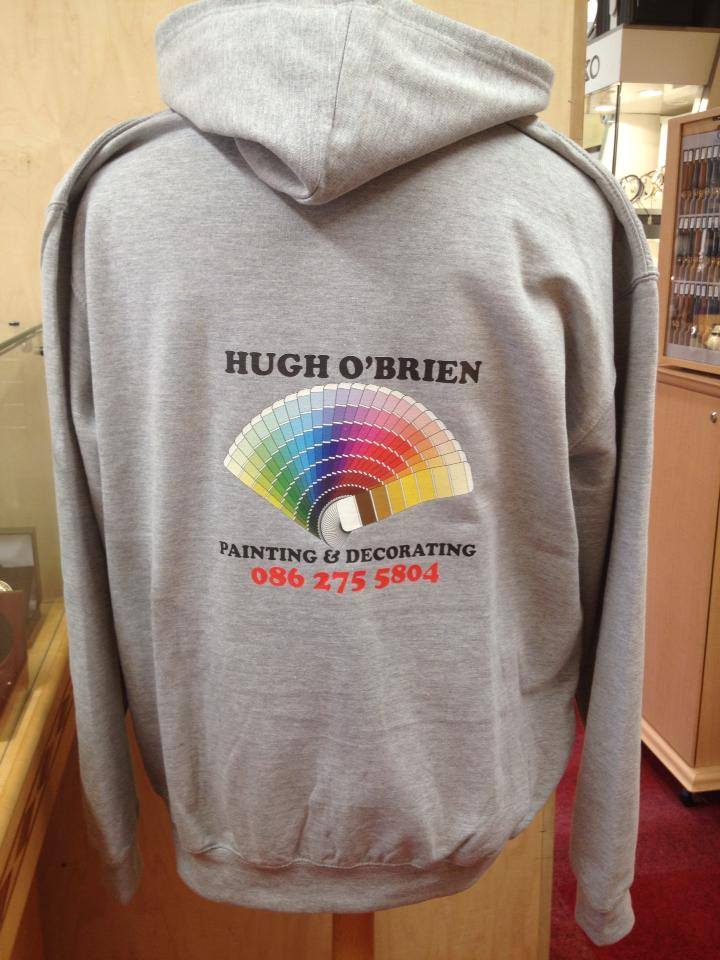 HUGH O'BRIEN
PAINTING & DECORATING
086 275 5804